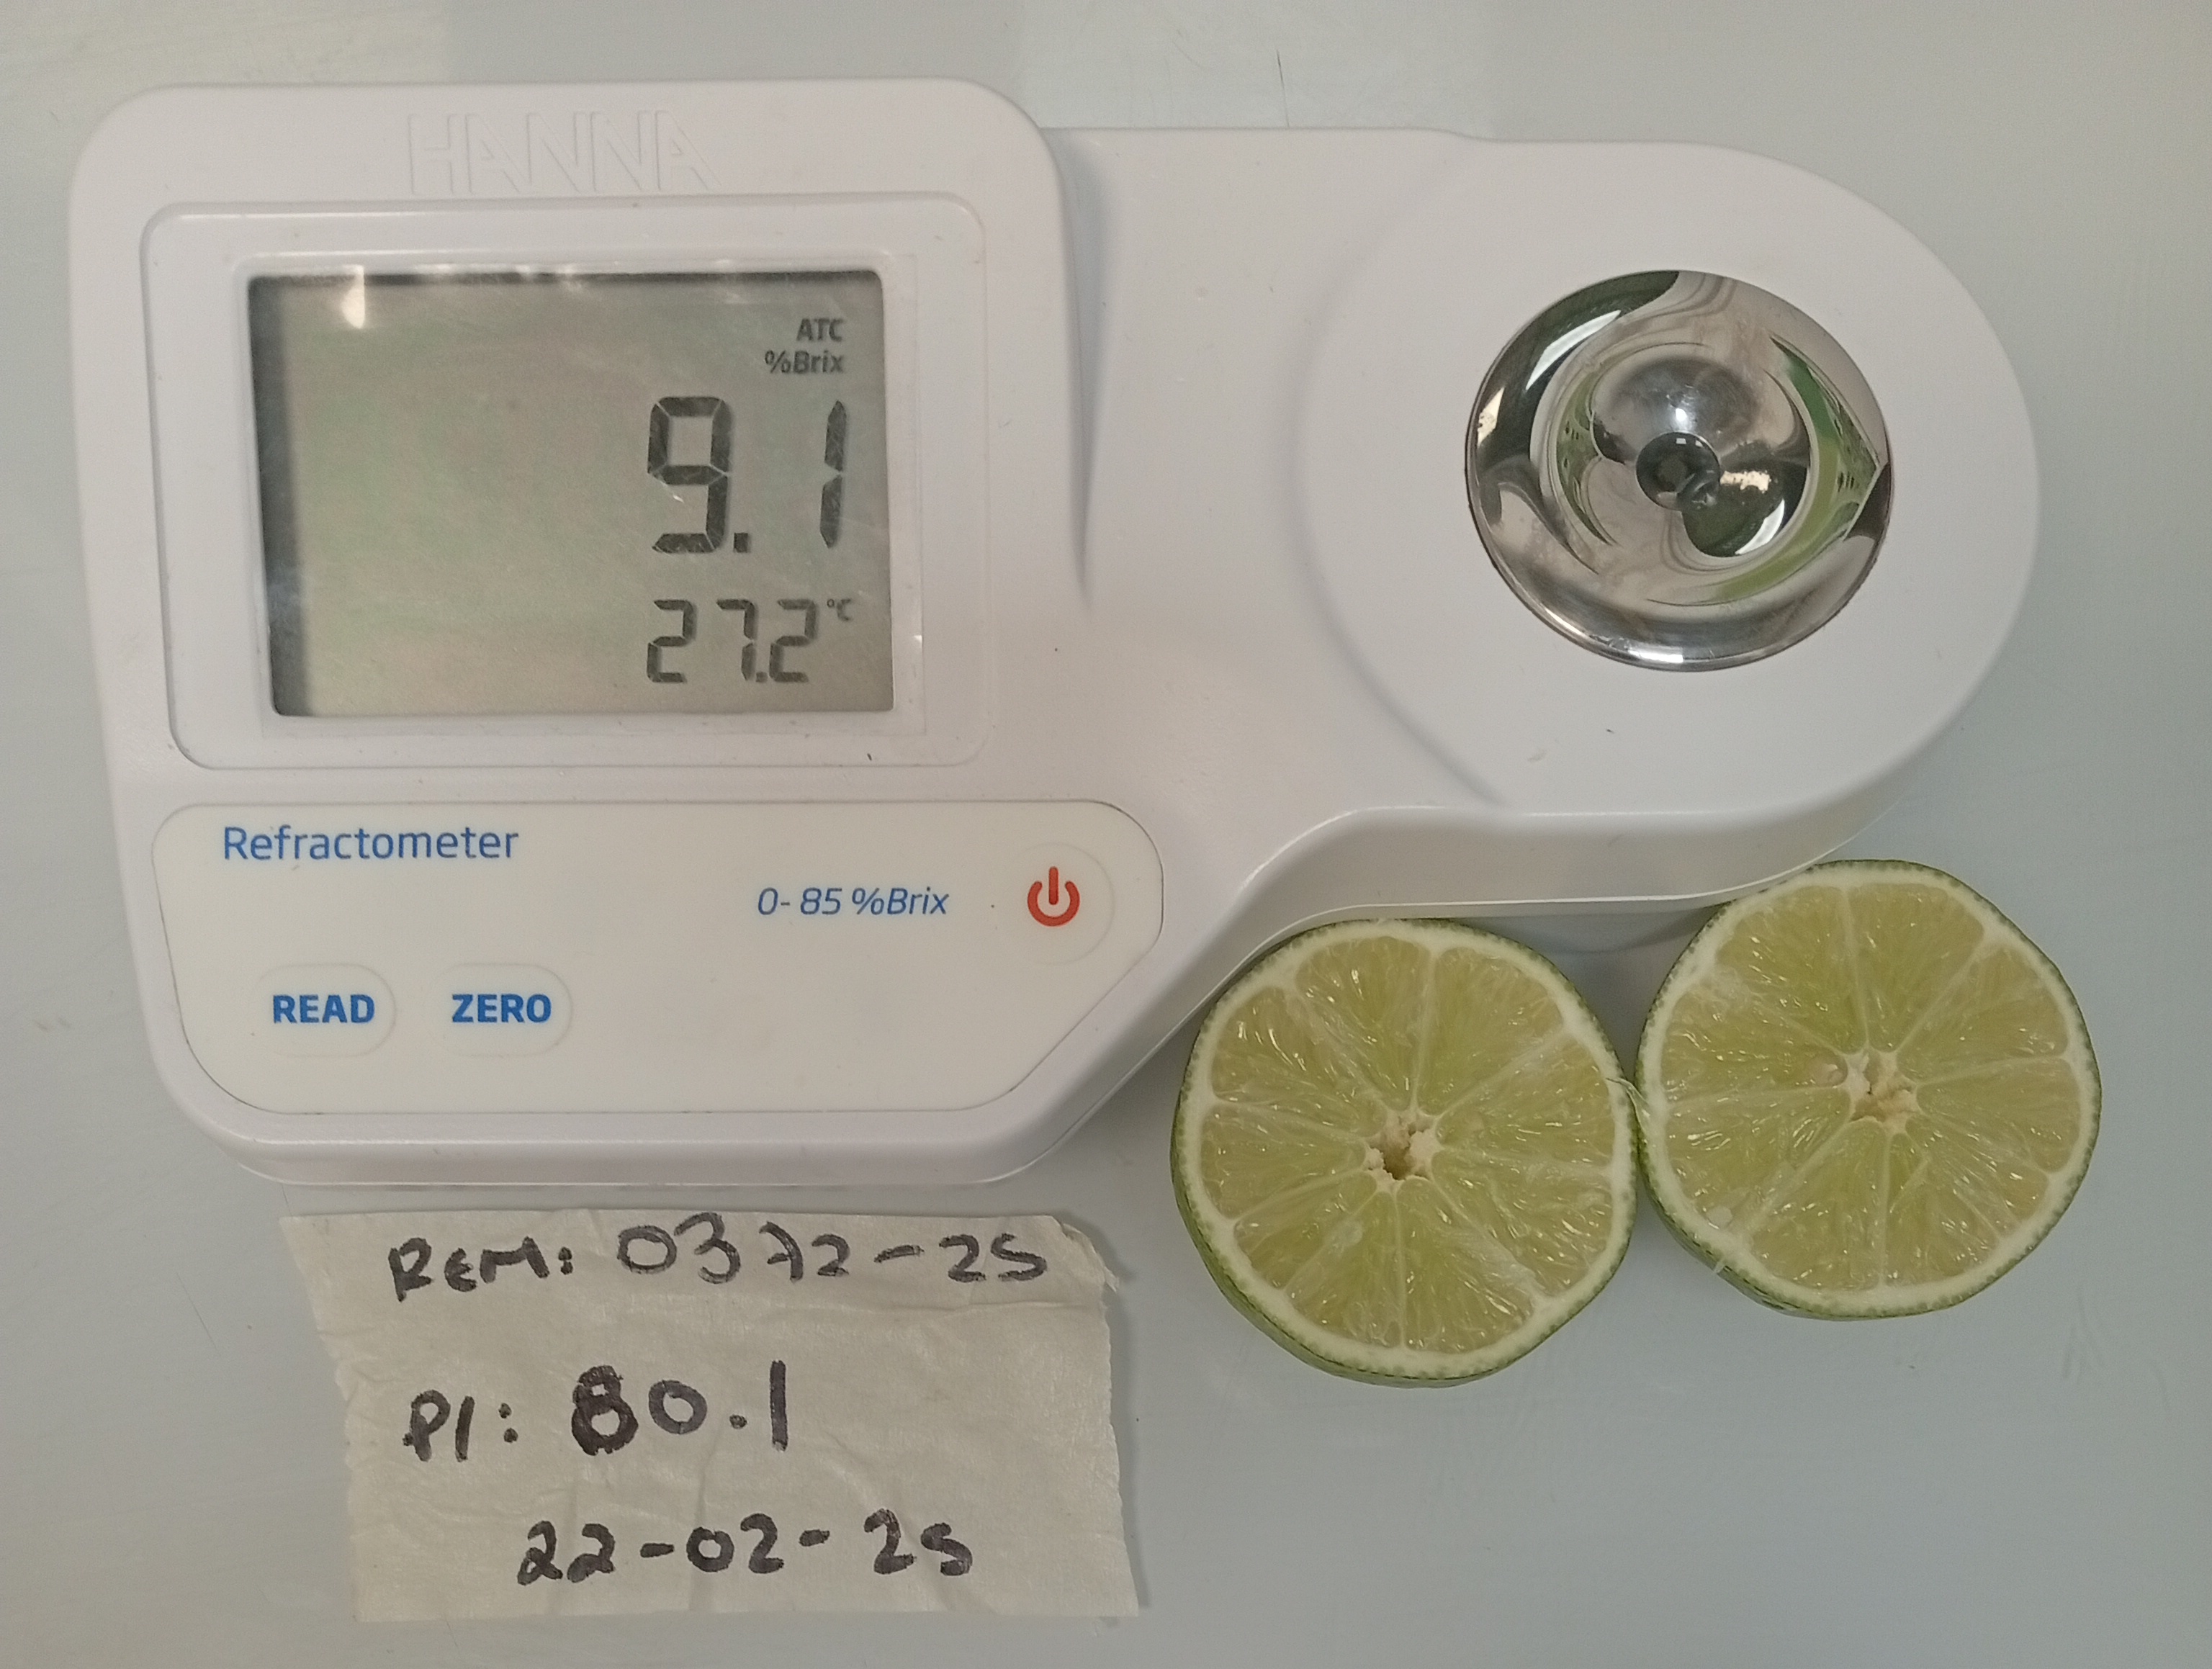 HANNA
ATC
%Brix
9.1
27.2°C
Refractometer
0-85 %Brix
READ ZERO
REM: 0372-25
PI: 80.1
22-02-25